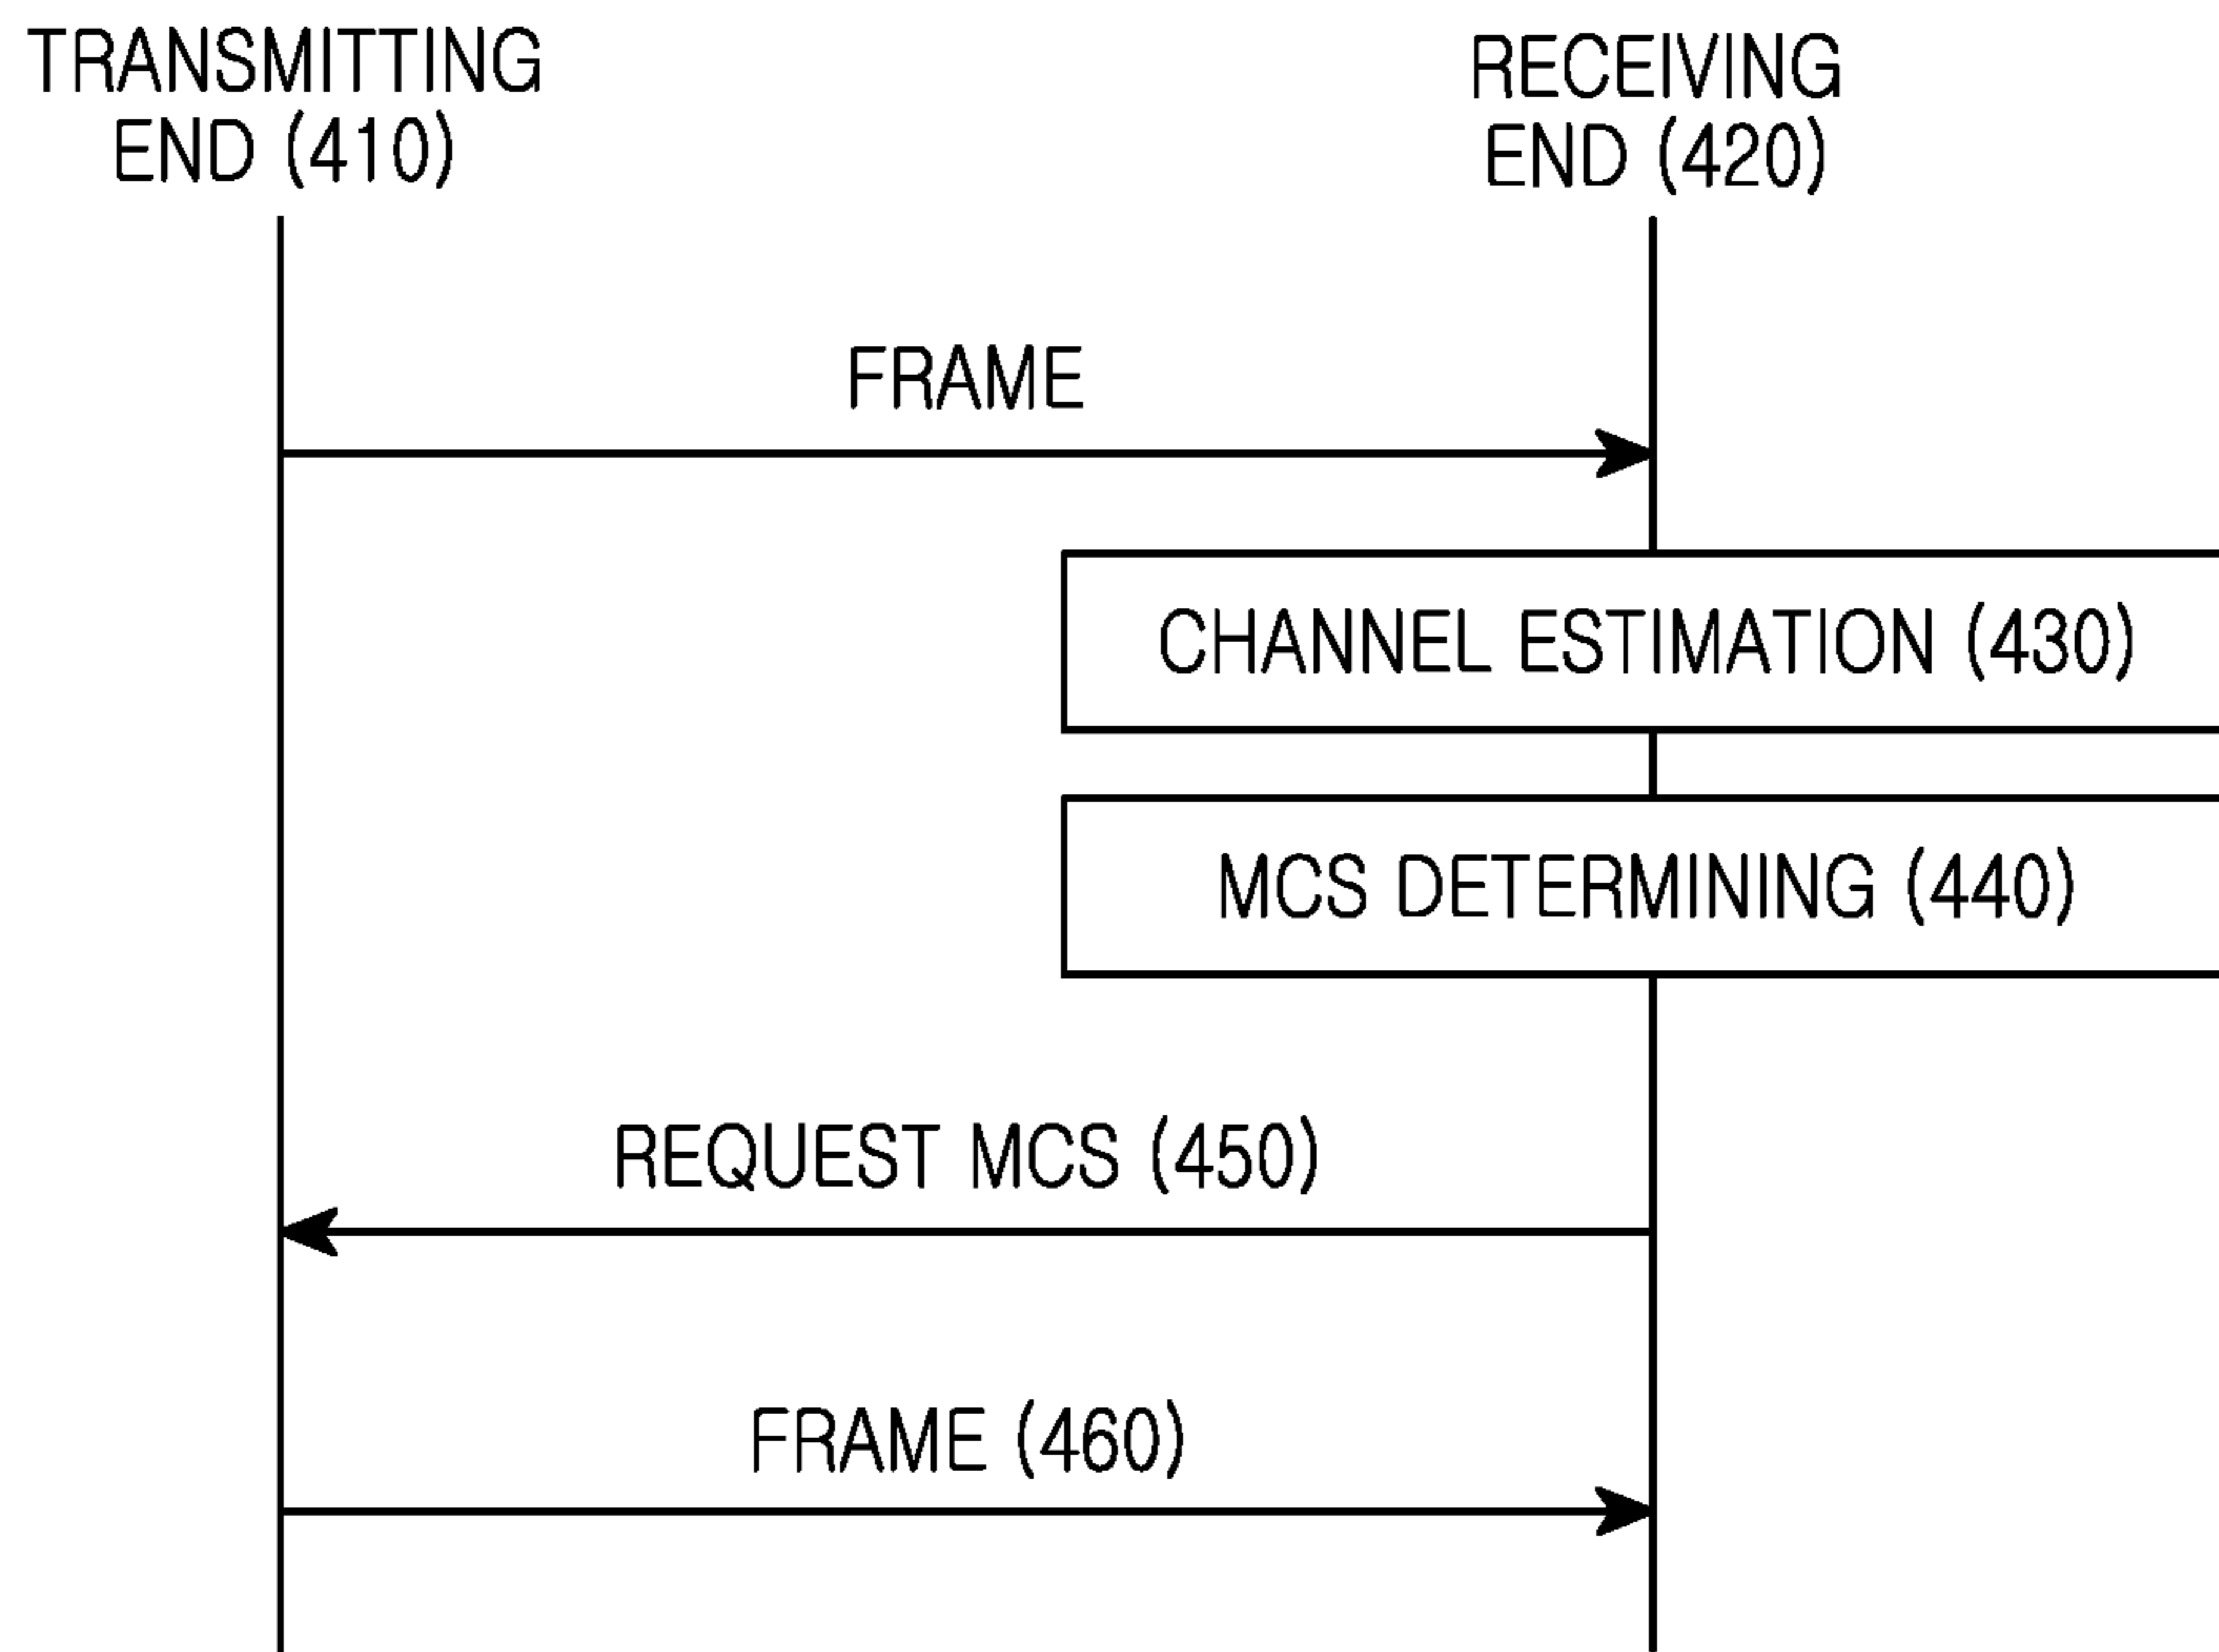 TRANSMITTING
END (410)
RECEIVING
END (420)
FRAME
CHANNEL ESTIMATION (430)
MCS DETERMINING (440)
REQUEST MCS (450)
FRAME (460)